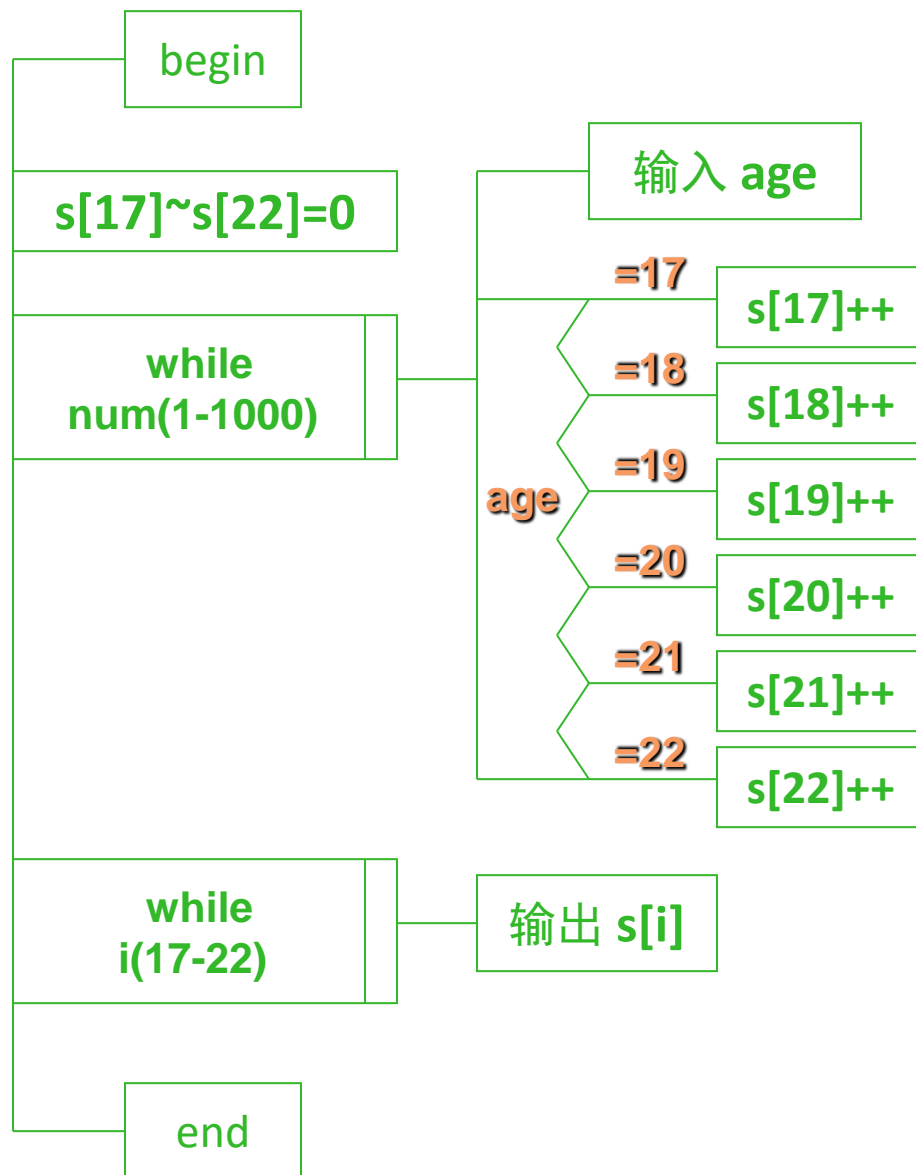 begin
s[17]~s[22]=0
while
num(1-1000)
输入 age
age
=17
s[17]++
=18
s[18]++
=19
s[19]++
=20
s[20]++
=21
s[21]++
=22
s[22]++
while
i(17-22)
输出 s[i]
end